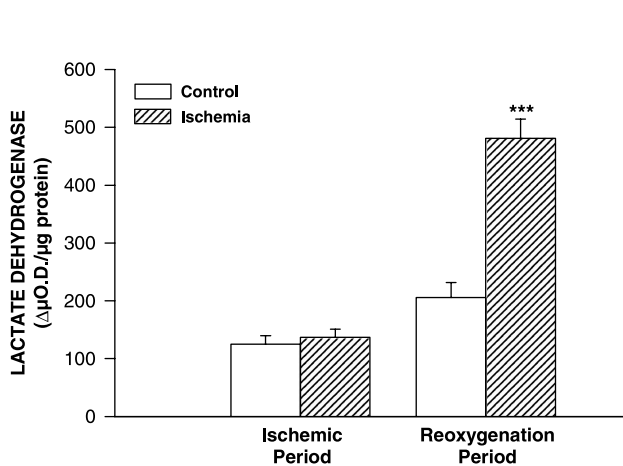 600
500
400
300
200
100
0
LACTATE DEHYDROGENASE
(ΔμO.D./μg protein)
Control
Ischemia
***
Ischemic
Period
Reoxygenation
Period